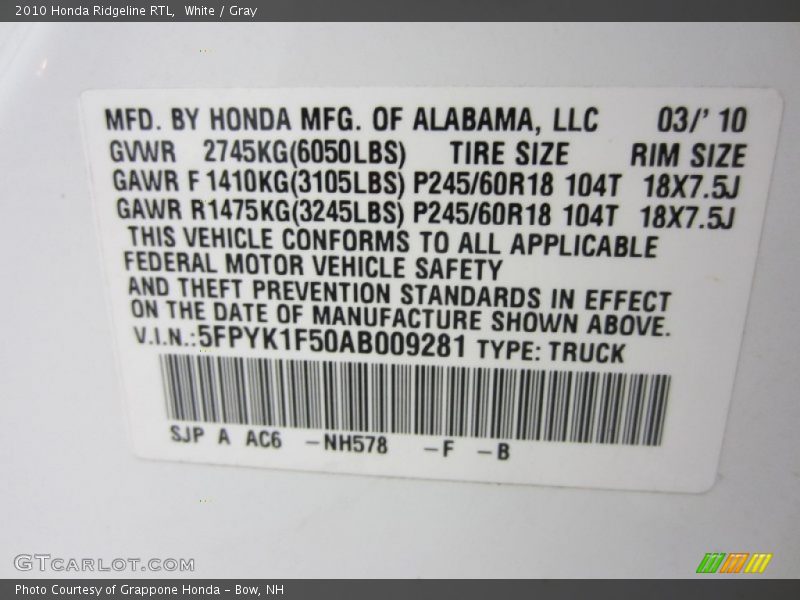 2010 Honda Ridgeline RTL, White / Gray
MFD. BY HONDA MFG. OF ALABAMA, LLC 03/' 10
GVWR 2745KG(6050LBS) TIRE SIZE RIM SIZE
GAWR F 1410KG(3105LBS) P245/60R18 104T 18X7.5J
GAWR R1475KG(3245LBS) P245/60R18 104T 18X7.5J
THIS VEHICLE CONFORMS TO ALL APPLICABLE
FEDERAL MOTOR VEHICLE SAFETY
AND THEFT PREVENTION STANDARDS IN EFFECT
ON THE DATE OF MANUFACTURE SHOWN ABOVE.
V.I.N.:5FPYK1F50AB009281 TYPE: TRUCK
SJP A AC6 -NH578 -F -B
GTCARLOT.COM
Photo Courtesy of Grappone Honda - Bow, NH